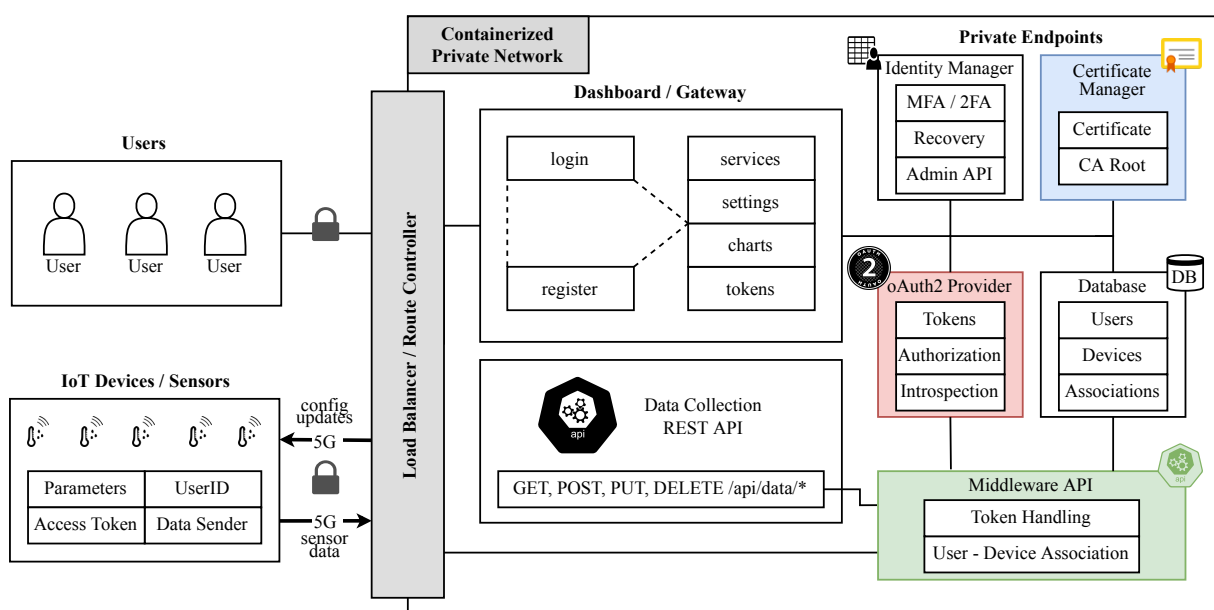 Containerized
Private Network
Private Endpoints
Users
User
User
User
IoT Devices / Sensors
config
updates
5G
Parameters
UserID
Access Token
Data Sender
5G
sensor
data
Load Balancer / Route Controller
Dashboard / Gateway
login
register
services
settings
charts
tokens
api
Data Collection
REST API
GET, POST, PUT, DELETE /api/data/*
Identity Manager
MFA / 2FA
Recovery
Admin API
Certificate
Manager
Certificate
CA Root
OAUTH
2
OAUTH
oAuth2 Provider
Tokens
Authorization
Introspection
DB
Database
Users
Devices
Associations
api
Middleware API
Token Handling
User - Device Association